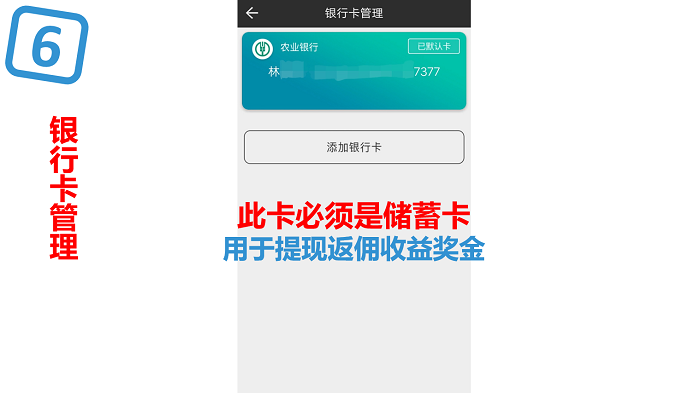 6
银行卡管理
银行卡管理
农业银行
已默认卡
林 7377
添加银行卡
此卡必须是储蓄卡
用于提现返佣收益奖金